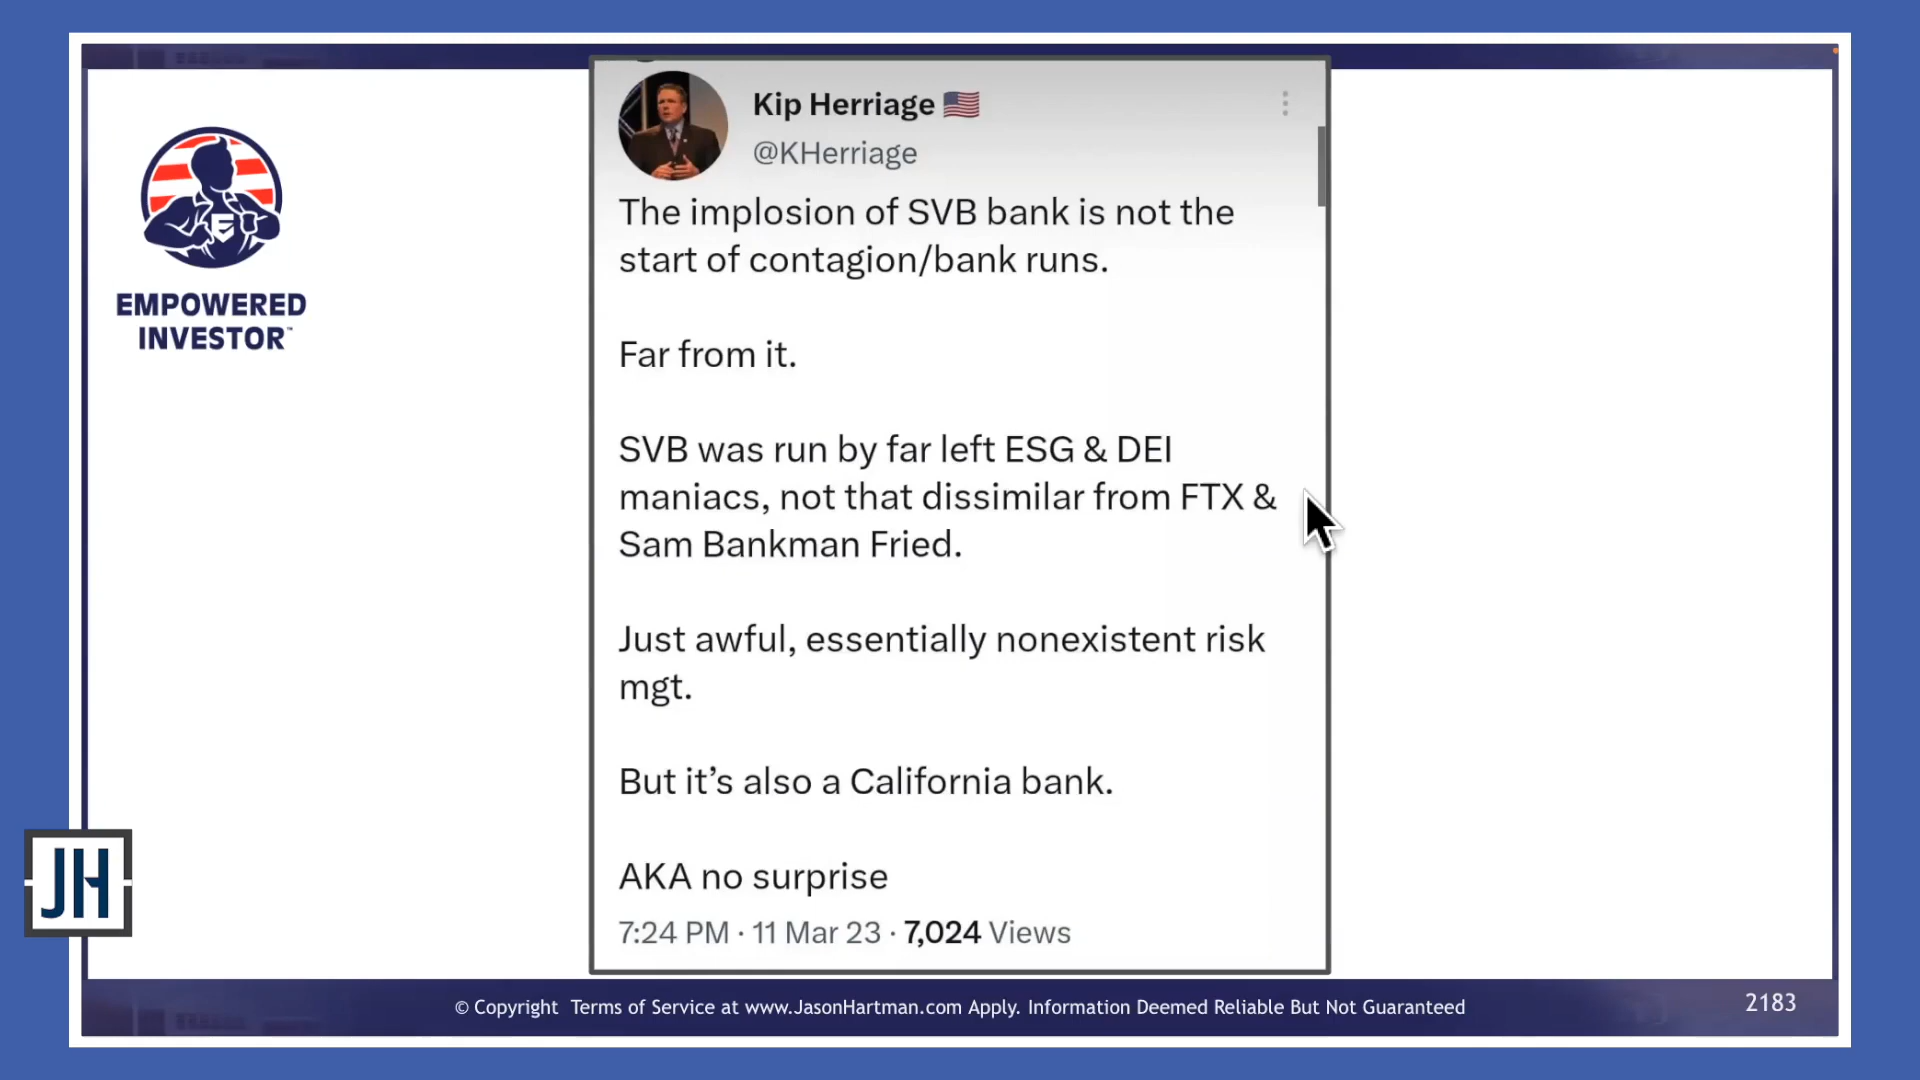 Kip Herriage 🇺🇸
@KHerriage
The implosion of SVB bank is not the
start of contagion/bank runs.
Far from it.
SVB was run by far left ESG & DEI
maniacs, not that dissimilar from FTX &
Sam Bankman Fried.
Just awful, essentially nonexistent risk
mgt.
But it’s also a California bank.
AKA no surprise
7:24 PM · 11 Mar 23 · 7,024 Views
EMPOWERED
INVESTOR™
JH
© Copyright Terms of Service at www.JasonHartman.com Apply. Information Deemed Reliable But Not Guaranteed
2183